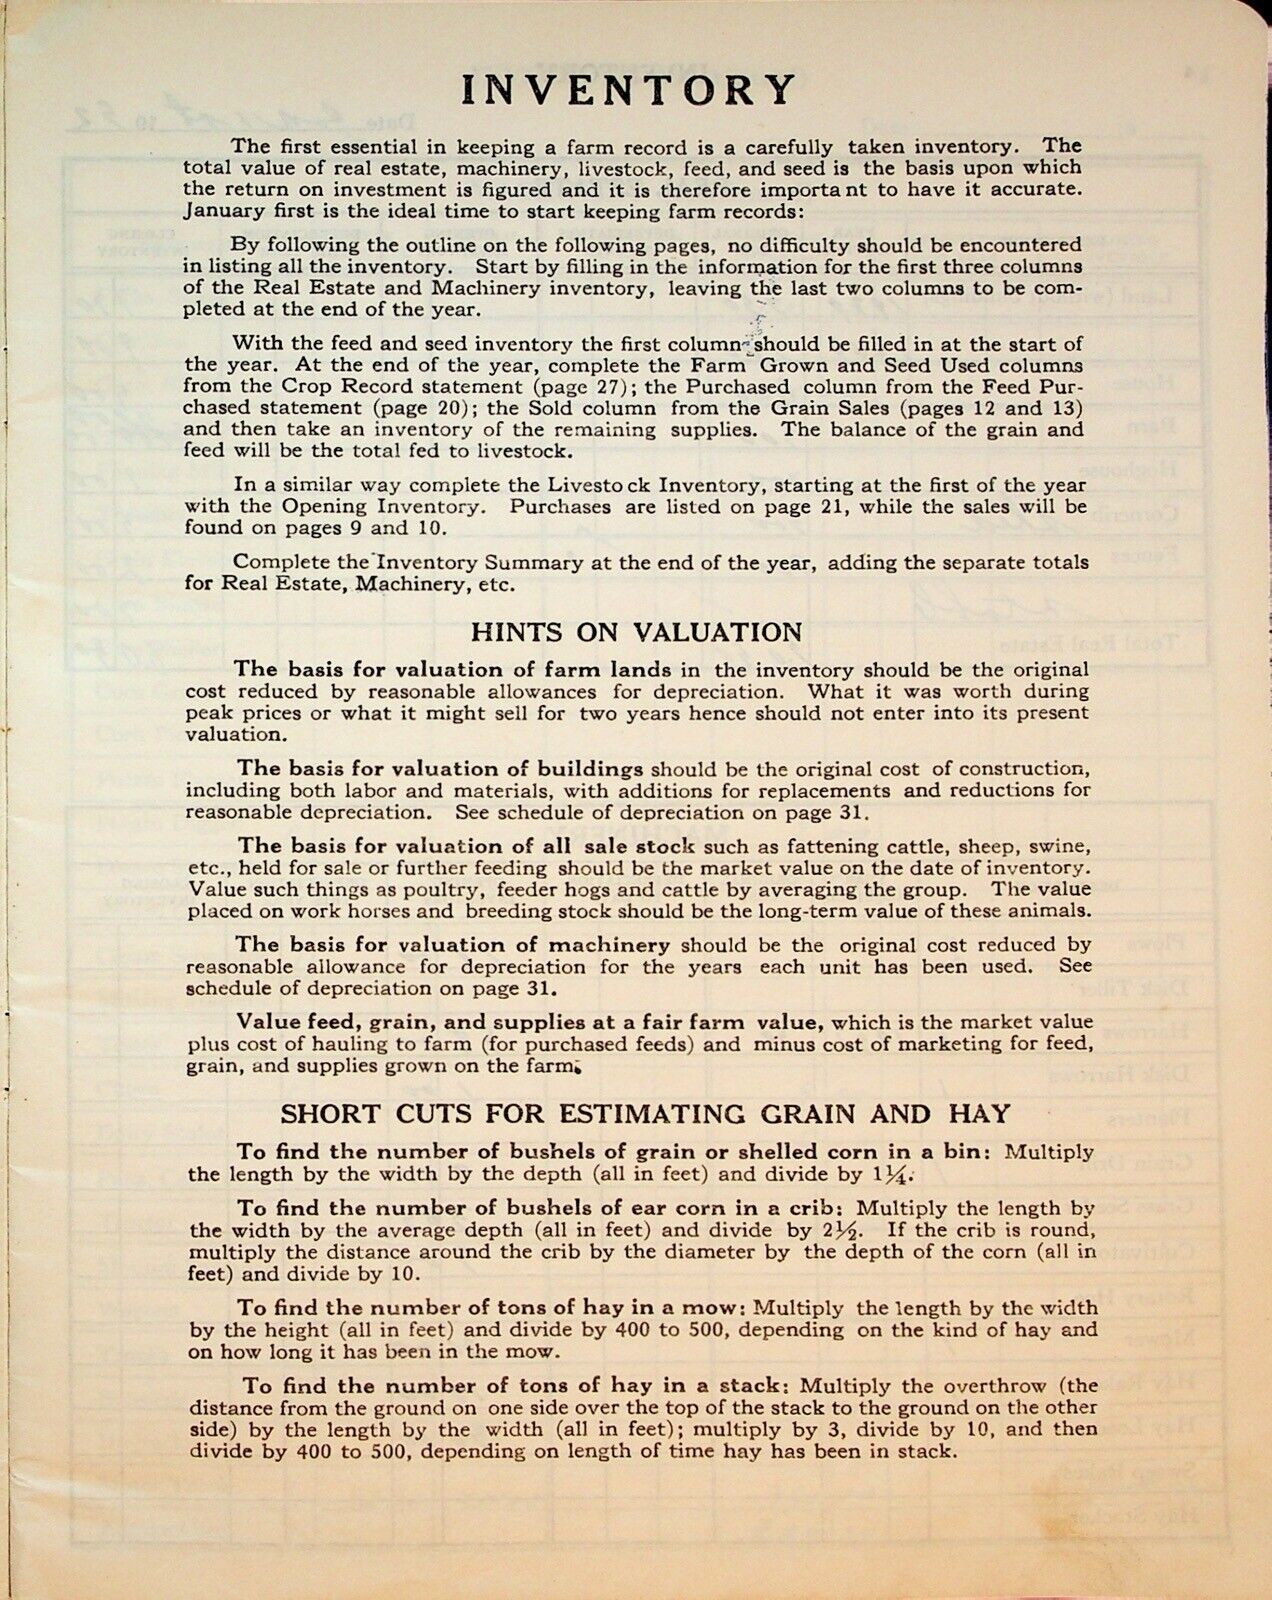 INVENTORY
The first essential in keeping a farm record is a carefully taken inventory. The
total value of real estate, machinery, livestock, feed, and seed is the basis upon which
the return on investment is figured and it is therefore important to have it accurate.
January first is the ideal time to start keeping farm records:
By following the outline on the following pages, no difficulty should be encountered
in listing all the inventory. Start by filling in the information for the first three columns
of the Real Estate and Machinery inventory, leaving the last two columns to be com-
pleted at the end of the year.
With the feed and seed inventory the first column should be filled in at the start of
the year. At the end of the year, complete the Farm Grown and Seed Used columns
from the Crop Record statement (page 27); the Purchased column from the Feed Pur-
chased statement (page 20); the Sold column from the Grain Sales (pages 12 and 13)
and then take an inventory of the remaining supplies. The balance of the grain and
feed will be the total fed to livestock.
In a similar way complete the Livestock Inventory, starting at the first of the year
with the Opening Inventory. Purchases are listed on page 21, while the sales will be
found on pages 9 and 10.
Complete the Inventory Summary at the end of the year, adding the separate totals
for Real Estate, Machinery, etc.
HINTS ON VALUATION
The basis for valuation of farm lands in the inventory should be the original
cost reduced by reasonable allowances for depreciation. What it was worth during
peak prices or what it might sell for two years hence should not enter into its present
valuation.
The basis for valuation of buildings should be the original cost of construction,
including both labor and materials, with additions for replacements and reductions for
reasonable depreciation. See schedule of depreciation on page 31.
The basis for valuation of all sale stock such as fattening cattle, sheep, swine,
etc., held for sale or further feeding should be the market value on the date of inventory.
Value such things as poultry, feeder hogs and cattle by averaging the group. The value
placed on work horses and breeding stock should be the long-term value of these animals.
The basis for valuation of machinery should be the original cost reduced by
reasonable allowance for depreciation for the years each unit has been used. See
schedule of depreciation on page 31.
Value feed, grain, and supplies at a fair farm value, which is the market value
plus cost of hauling to farm (for purchased feeds) and minus cost of marketing for feed,
grain, and supplies grown on the farm.
SHORT CUTS FOR ESTIMATING GRAIN AND HAY
To find the number of bushels of grain or shelled corn in a bin: Multiply
the length by the width by the depth (all in feet) and divide by 1¼.
To find the number of bushels of ear corn in a crib: Multiply the length by
the width by the average depth (all in feet) and divide by 2½. If the crib is round,
multiply the distance around the crib by the diameter by the depth of the corn (all in
feet) and divide by 10.
To find the number of tons of hay in a mow: Multiply the length by the width
by the height (all in feet) and divide by 400 to 500, depending on the kind of hay and
on how long it has been in the mow.
To find the number of tons of hay in a stack: Multiply the overthrow (the
distance from the ground on one side over the top of the stack to the ground on the other
side) by the length by the width (all in feet); multiply by 3, divide by 10, and then
divide by 400 to 500, depending on length of time hay has been in stack.